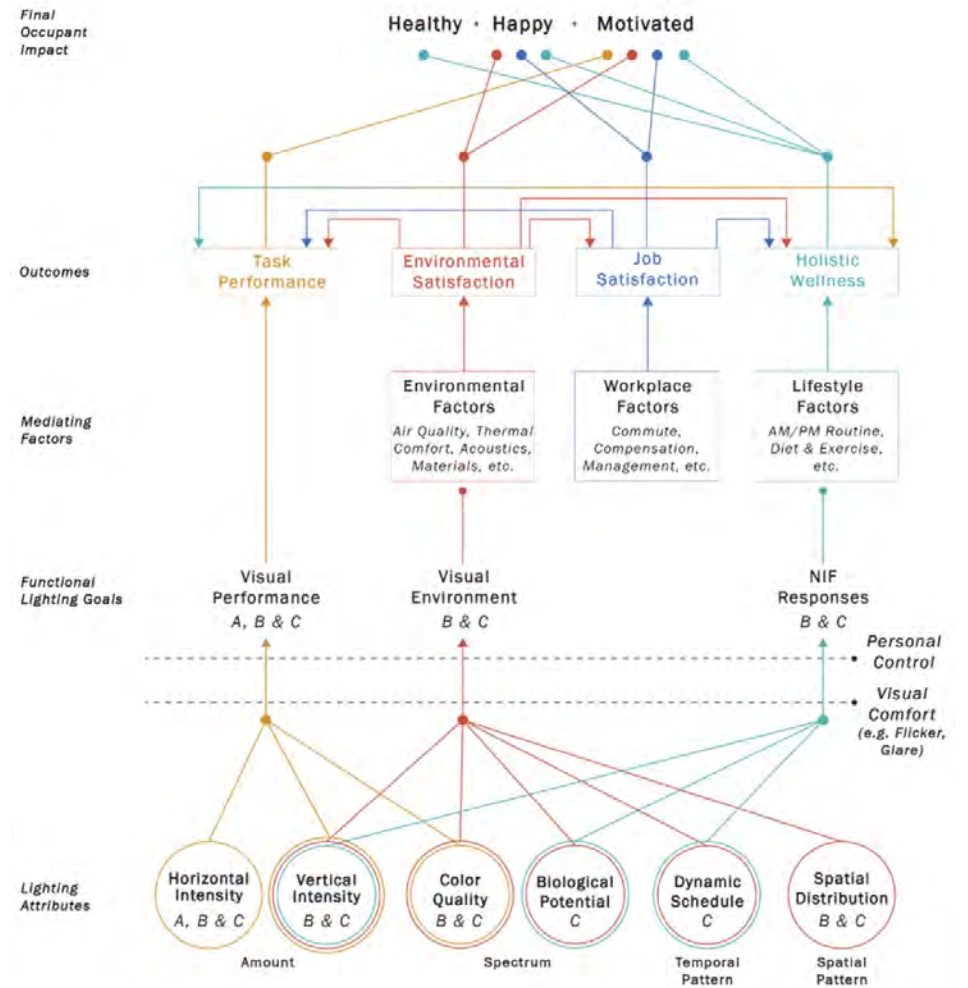 Final
Occupant
Impact
Healthy · Happy · Motivated
Outcomes
Task
Performance
Environmental
Satisfaction
Job
Satisfaction
Holistic
Wellness
Mediating
Factors
Environmental
Factors
Air Quality, Thermal
Comfort, Acoustics,
Materials, etc.
Workplace
Factors
Commute,
Compensation,
Management, etc.
Lifestyle
Factors
AM/PM Routine,
Diet & Exercise,
etc.
Functional
Lighting Goals
Visual
Performance
A, B & C
Visual
Environment
B & C
NIF
Responses
B & C
Personal
Control
Visual
Comfort
(e.g. Flicker,
Glare)
Lighting
Attributes
Horizontal
Intensity
A, B & C
Vertical
Intensity
B & C
Color
Quality
B & C
Biological
Potential
C
Dynamic
Schedule
C
Spatial
Distribution
B & C
Amount
Spectrum
Temporal
Pattern
Spatial
Pattern